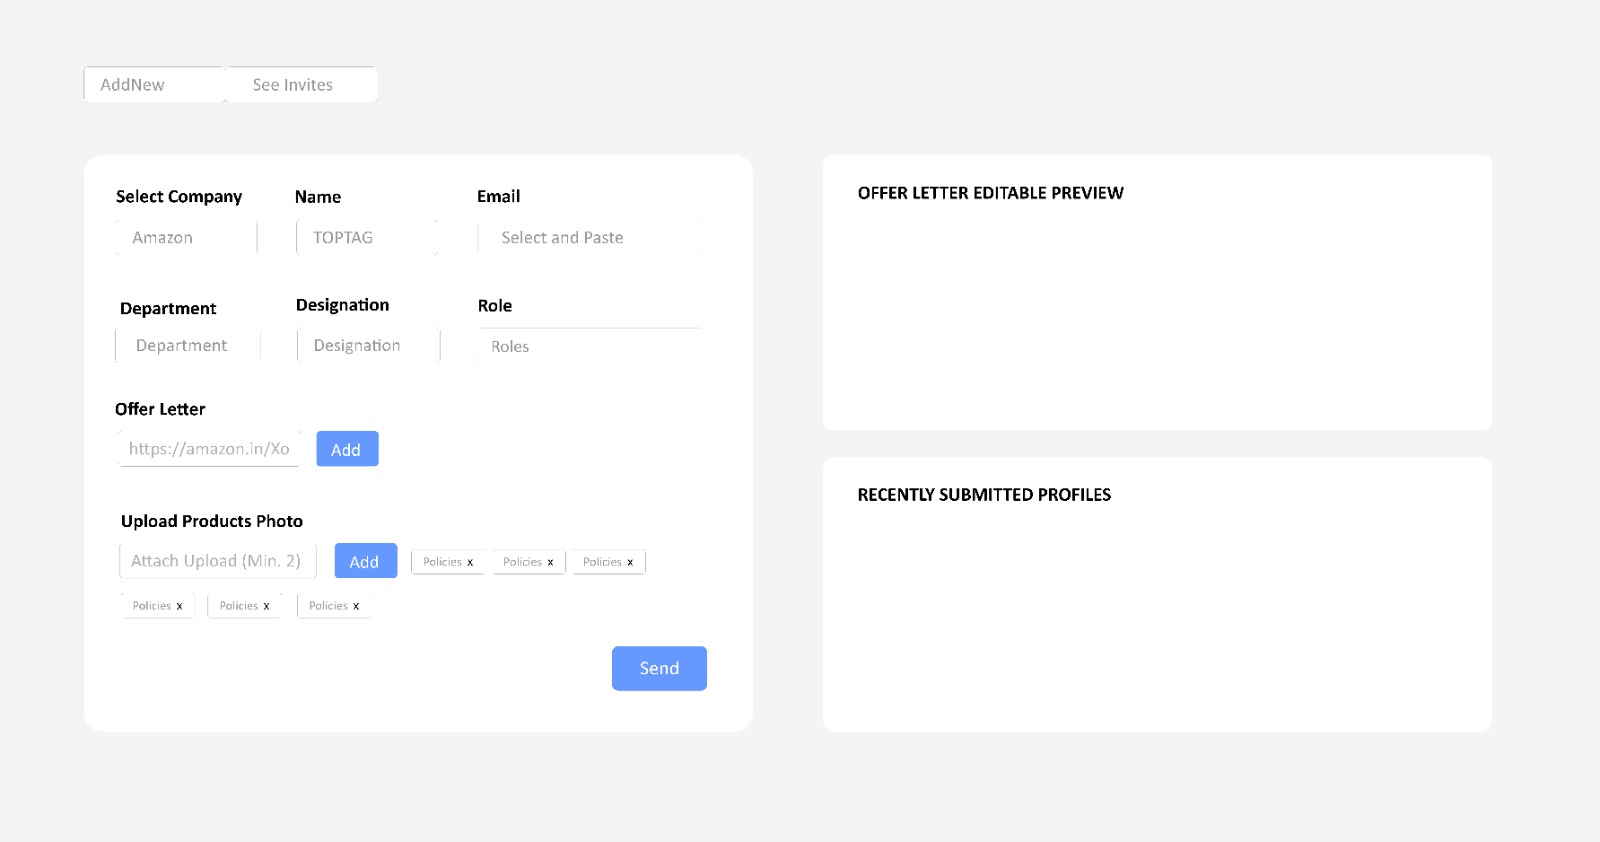 AddNew See Invites
Select Company Name Email
Amazon TOPTAG Select and Paste
Department Designation Role
Department Designation Roles
Offer Letter
https://amazon.in/Xo Add
Upload Products Photo
Attach Upload (Min. 2) Add Policies x Policies x Policies x
Policies x Policies x Policies x
Send
OFFER LETTER EDITABLE PREVIEW
RECENTLY SUBMITTED PROFILES